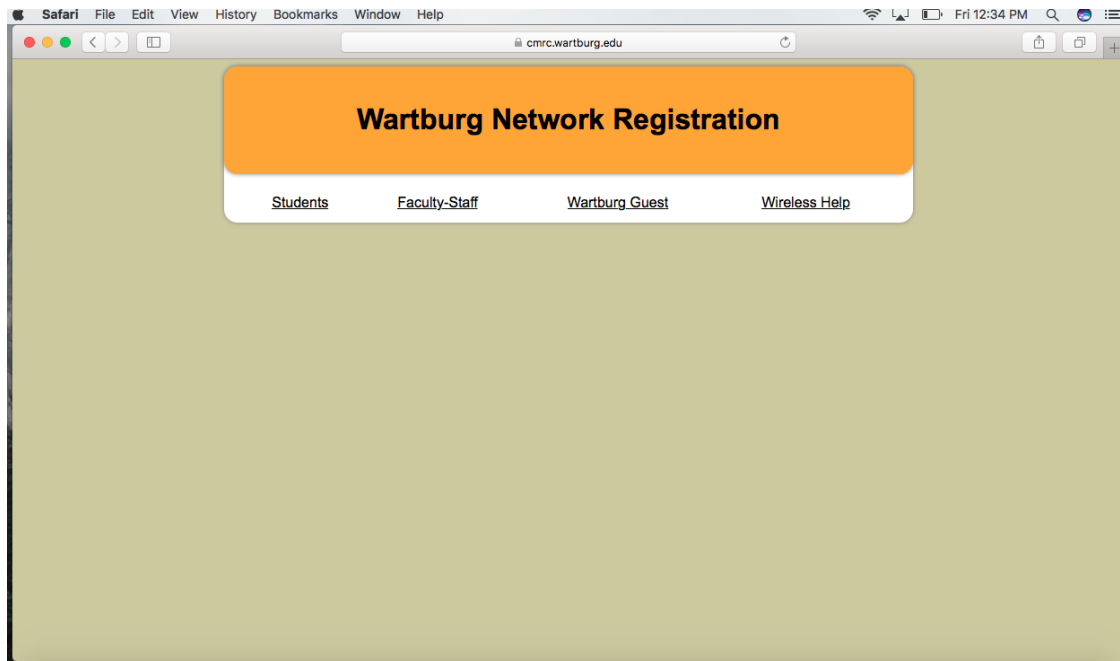 Safari File Edit View History Bookmarks Window Help Fri 12:34 PM
cmrc.wartburg.edu
Wartburg Network Registration
Students Faculty-Staff Wartburg Guest Wireless Help